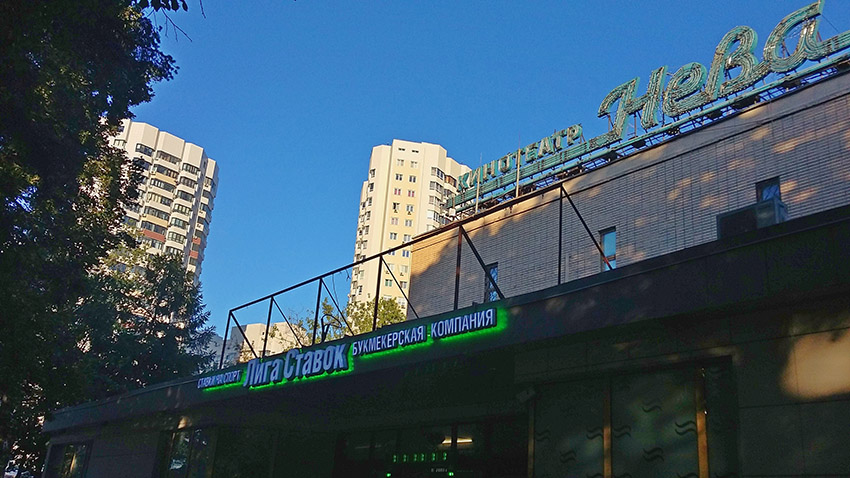 КИНОТЕАТР Нева
СТАВКИ НА СПОРТ Лига Ставок БУКМЕКЕРСКАЯ КОМПАНИЯ